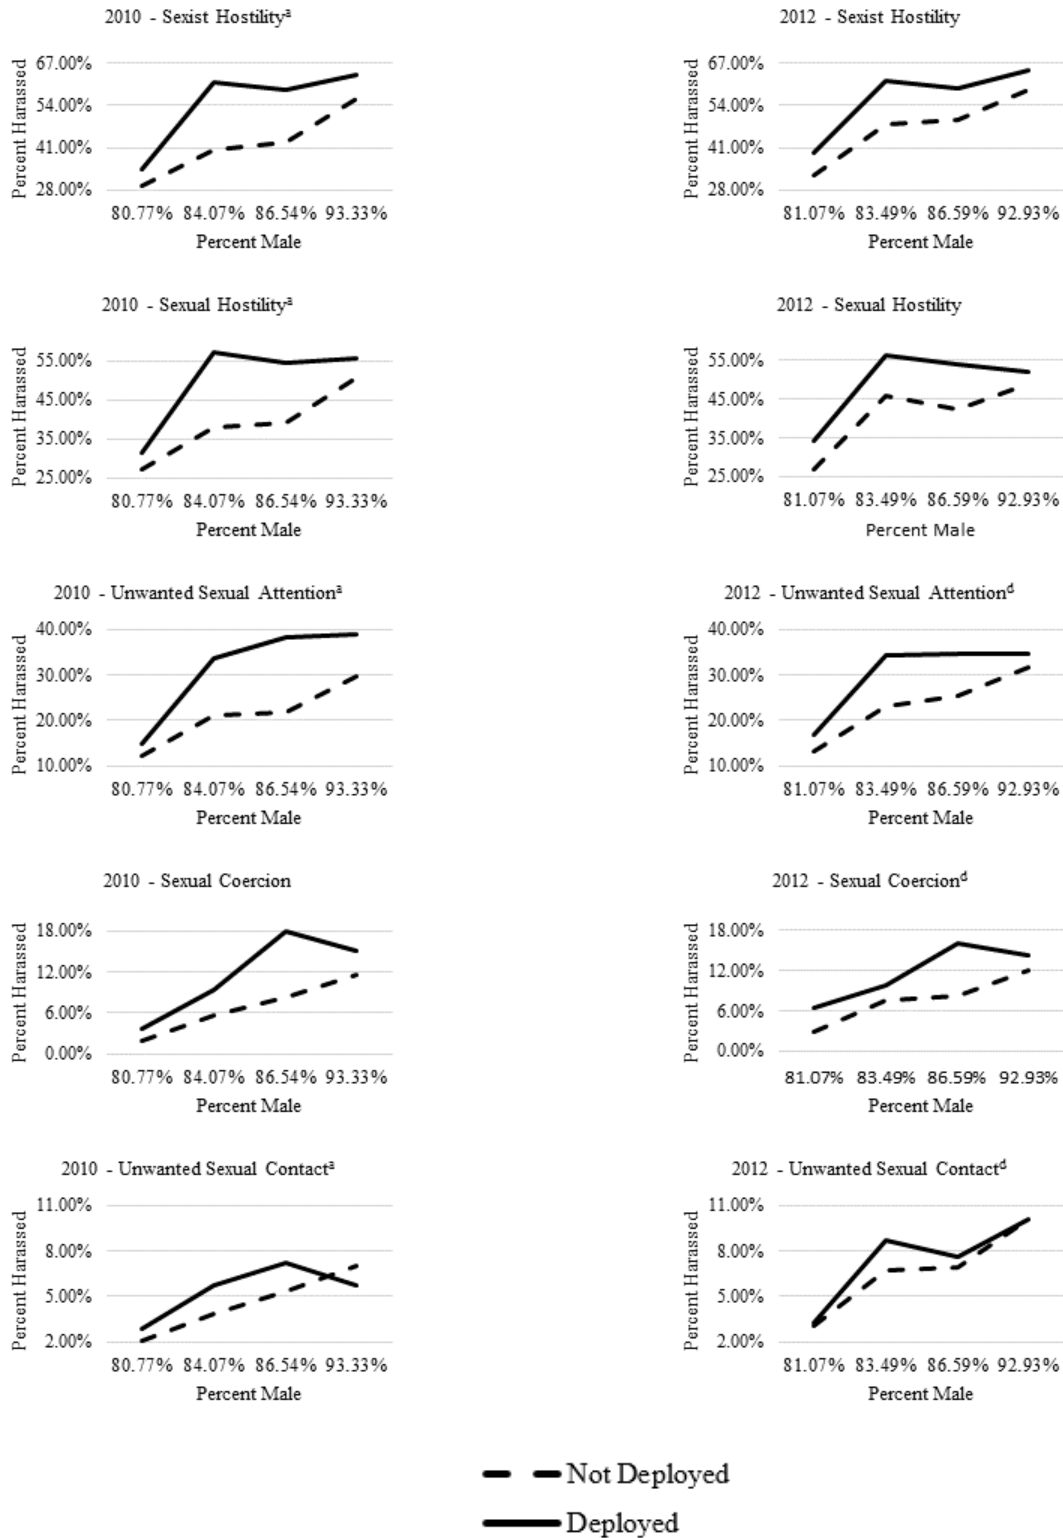 2010 - Sexist Hostilityᵃ
Percent Harassed
67.00%
54.00%
41.00%
28.00%
80.77% 84.07% 86.54% 93.33%
Percent Male
2012 - Sexist Hostility
Percent Harassed
67.00%
54.00%
41.00%
28.00%
81.07% 83.49% 86.59% 92.93%
Percent Male
2010 - Sexual Hostilityᵃ
Percent Harassed
55.00%
45.00%
35.00%
25.00%
80.77% 84.07% 86.54% 93.33%
Percent Male
2012 - Sexual Hostility
Percent Harassed
55.00%
45.00%
35.00%
25.00%
81.07% 83.49% 86.59% 92.93%
Percent Male
2010 - Unwanted Sexual Attentionᵃ
Percent Harassed
40.00%
30.00%
20.00%
10.00%
80.77% 84.07% 86.54% 93.33%
Percent Male
2012 - Unwanted Sexual Attentionᵈ
Percent Harassed
40.00%
30.00%
20.00%
10.00%
81.07% 83.49% 86.59% 92.93%
Percent Male
2010 - Sexual Coercion
Percent Harassed
18.00%
12.00%
6.00%
0.00%
80.77% 84.07% 86.54% 93.33%
Percent Male
2012 - Sexual Coercionᵈ
Percent Harassed
18.00%
12.00%
6.00%
0.00%
81.07% 83.49% 86.59% 92.93%
Percent Male
2010 - Unwanted Sexual Contactᵃ
Percent Harassed
11.00%
8.00%
5.00%
2.00%
80.77% 84.07% 86.54% 93.33%
Percent Male
2012 - Unwanted Sexual Contactᵈ
Percent Harassed
11.00%
8.00%
5.00%
2.00%
81.07% 83.49% 86.59% 92.93%
Percent Male
Not Deployed
Deployed